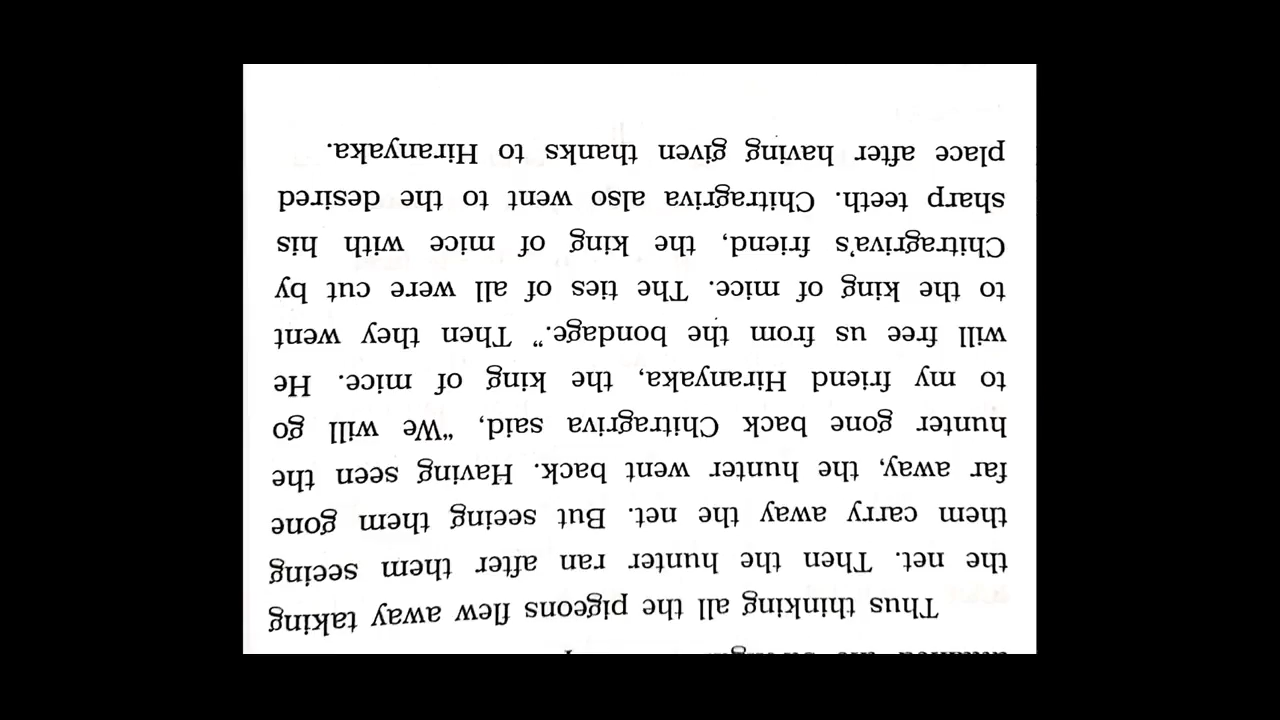 Thus thinking all the pigeons flew away taking
the net. Then the hunter ran after them seeing
them carry away the net. But seeing them gone
far away, the hunter went back. Having seen the
hunter gone back Chitragriva said, “We will go
to my friend Hiranyaka, the king of mice. He
will free us from the bondage.” Then they went
to the king of mice. The ties of all were cut by
Chitragriva’s friend, the king of mice with his
sharp teeth. Chitragriva also went to the desired
place after having given thanks to Hiranyaka.